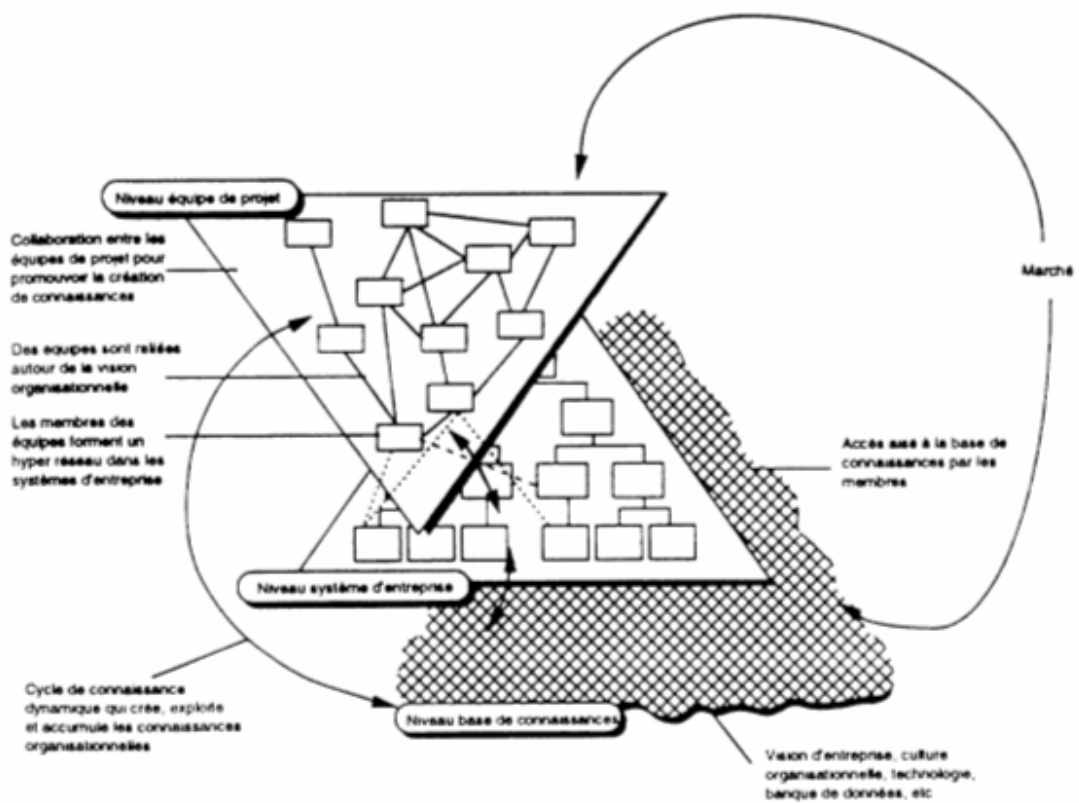 Niveau équipe de projet
Collaboration entre les
équipes de projet pour
promouvoir la création
de connaissances
Des équipes sont reliées
autour de la vision
organisationnelle
Les membres des
équipes forment un
hyper réseau dans les
systèmes d'entreprise
Marché
Accès aisé à la base de
connaissances par les
membres
Niveau système d'entreprise
Cycle de connaissance
dynamique qui crée, exploite
et accumule les connaissances
organisationnelles
Niveau base de connaissances
Vision d'entreprise, culture
organisationnelle, technologie,
banque de données, etc